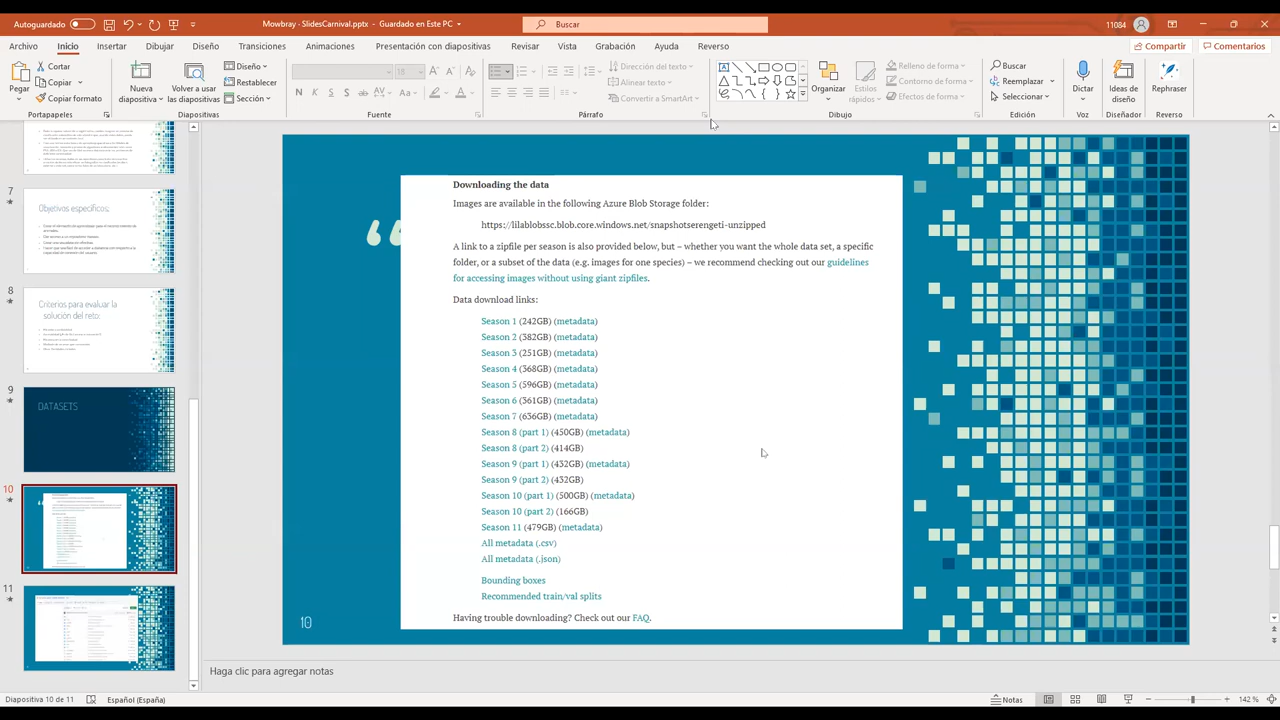 Autoguardado
Mowbray - SlidesCarnival.pptx • Guardado en Este PC
Buscar
11084
Archivo Inicio Insertar Dibujar Diseño Transiciones Animaciones Presentación con diapositivas Revisar Vista Grabación Ayuda Reverso
Compartir Comentarios
Pegar
Cortar
Copiar
Copiar formato
Portapapeles
Nueva diapositiva
Volver a usar las diapositivas
Diseño
Restablecer
Sección
Diapositivas
18
Fuente
Dirección del texto
Alinear texto
Convertir a SmartArt
Párrafo
Organizar
Estilos rápidos
Relleno de forma
Contorno de forma
Efectos de forma
Dibujo
Buscar
Reemplazar
Seleccionar
Edición
Dictar
Voz
Ideas de diseño
Diseñador
Rephraser
Reverso
7
Objetivos específicos:
8
Criterios para evaluar la
solución del reto:
9
DATASETS
10
11
“
Downloading the data
Images are available in the following Azure Blob Storage folder:
https://lilablobssc.blob.core.windows.net/snapshotserengeti-unzipped
A link to a zipfile per season is also provided below, but – whether you want the whole data set, a specific
folder, or a subset of the data (e.g. images for one species) – we recommend checking out our guidelines
for accessing images without using giant zipfiles.
Data download links:
Season 1 (242GB) (metadata)
Season 2 (382GB) (metadata)
Season 3 (251GB) (metadata)
Season 4 (368GB) (metadata)
Season 5 (596GB) (metadata)
Season 6 (361GB) (metadata)
Season 7 (636GB) (metadata)
Season 8 (part 1) (450GB) (metadata)
Season 8 (part 2) (414GB)
Season 9 (part 1) (432GB) (metadata)
Season 9 (part 2) (432GB)
Season 10 (part 1) (500GB) (metadata)
Season 10 (part 2) (166GB)
Season 11 (479GB) (metadata)
All metadata (.csv)
All metadata (.json)
Bounding boxes
Recommended train/val splits
Having trouble downloading? Check out our FAQ.
10
Haga clic para agregar notas
Diapositiva 10 de 11
Español (España)
Notas
142 %